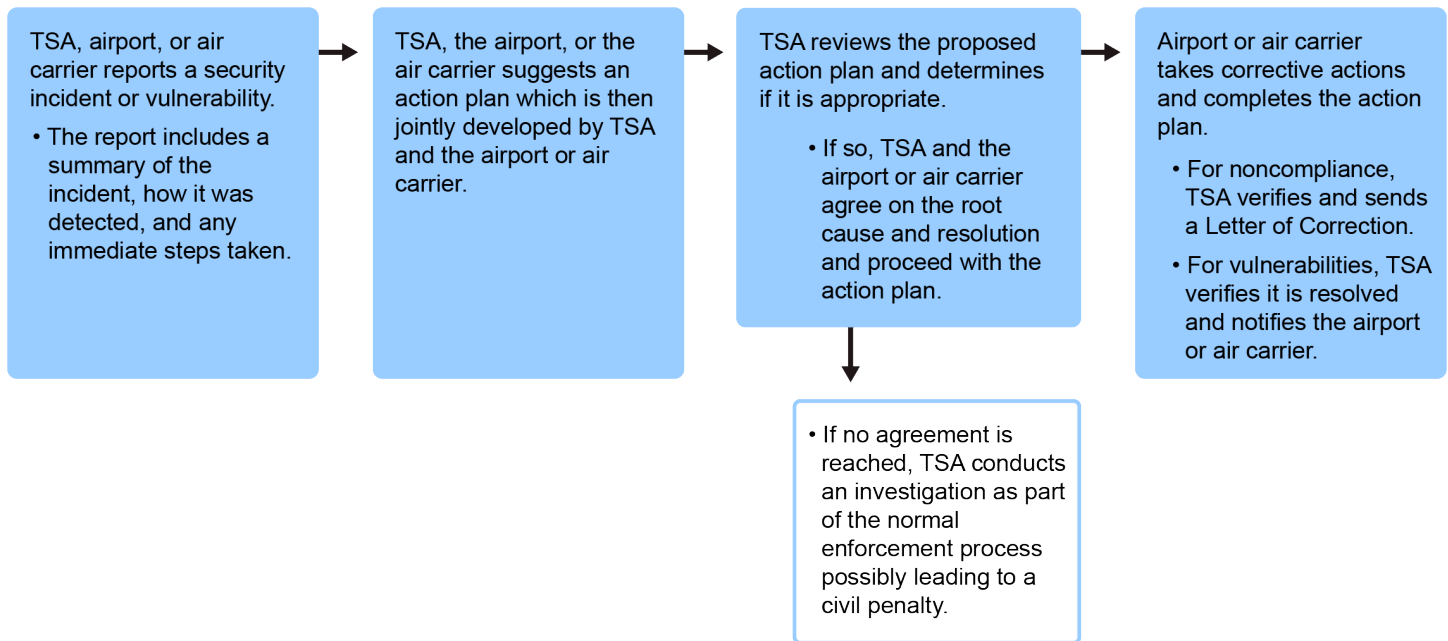 TSA, airport, or air
carrier reports a security
incident or vulnerability.
• The report includes a
summary of the
incident, how it was
detected, and any
immediate steps taken.
TSA, the airport, or the
air carrier suggests an
action plan which is then
jointly developed by TSA
and the airport or air
carrier.
TSA reviews the proposed
action plan and determines
if it is appropriate.
• If so, TSA and the
airport or air carrier
agree on the root
cause and resolution
and proceed with the
action plan.
• If no agreement is
reached, TSA conducts
an investigation as part
of the normal
enforcement process
possibly leading to a
civil penalty.
Airport or air carrier
takes corrective actions
and completes the action
plan.
• For noncompliance,
TSA verifies and sends
a Letter of Correction.
• For vulnerabilities, TSA
verifies it is resolved
and notifies the airport
or air carrier.